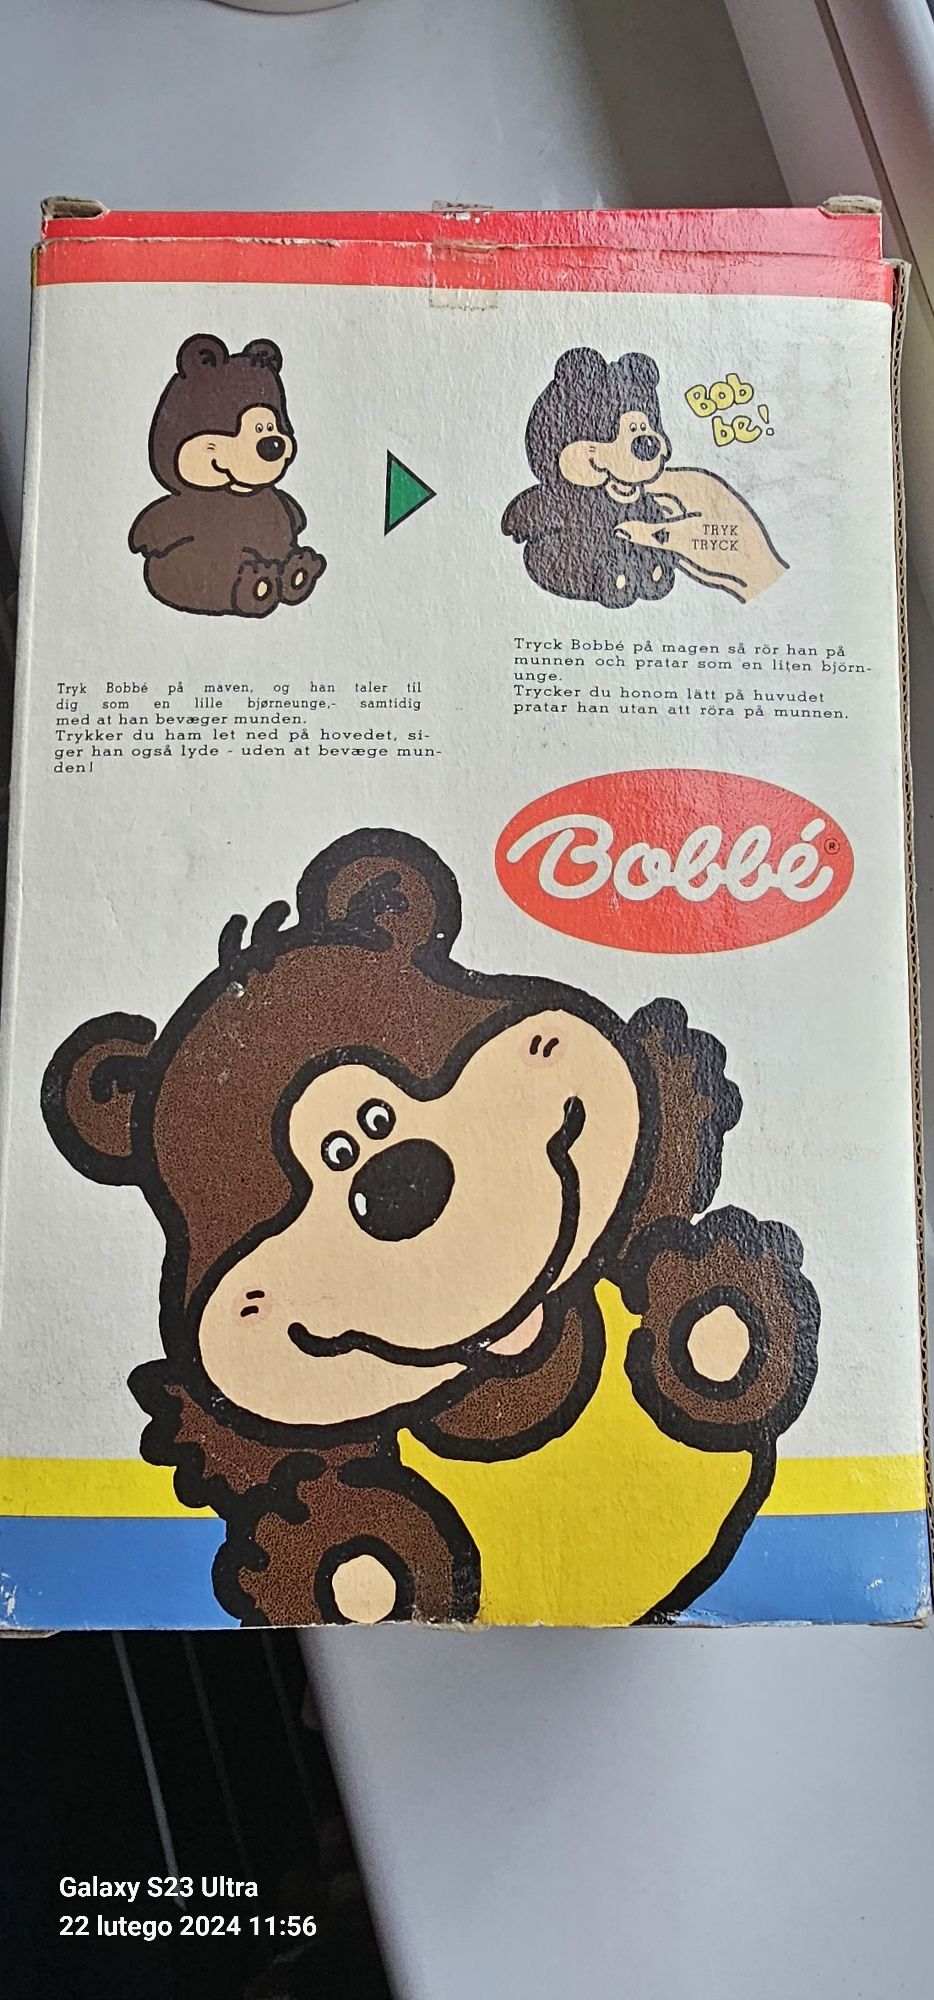 Bob
be!
TRYK
TRYCK
Tryk Bobbé på maven, og han taler til
dig som en lille bjørneunge,- samtidig
med at han bevæger munden.
Trykker du ham let ned på hovedet, si-
ger han også lyde - uden at bevæge mun-
den!
Tryck Bobbé på magen så rör han på
munnen och pratar som en liten björn-
unge.
Trycker du honom lätt på huvudet
pratar han utan att röra på munnen.
Bobbé®
Galaxy S23 Ultra
22 lutego 2024 11:56